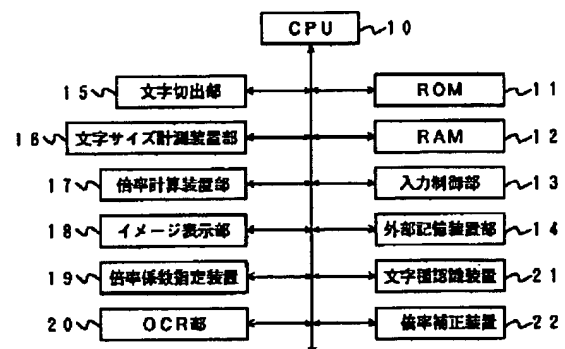 CPU 10
15 文字切出部 ROM 11
16 文字サイズ計測装置部 RAM 12
17 倍率計算装置部 入力制御部 13
18 イメージ表示部 外部記憶装置部 14
19 倍率係数指定装置 文字種認識装置 21
20 OCR部 倍率補正装置 22